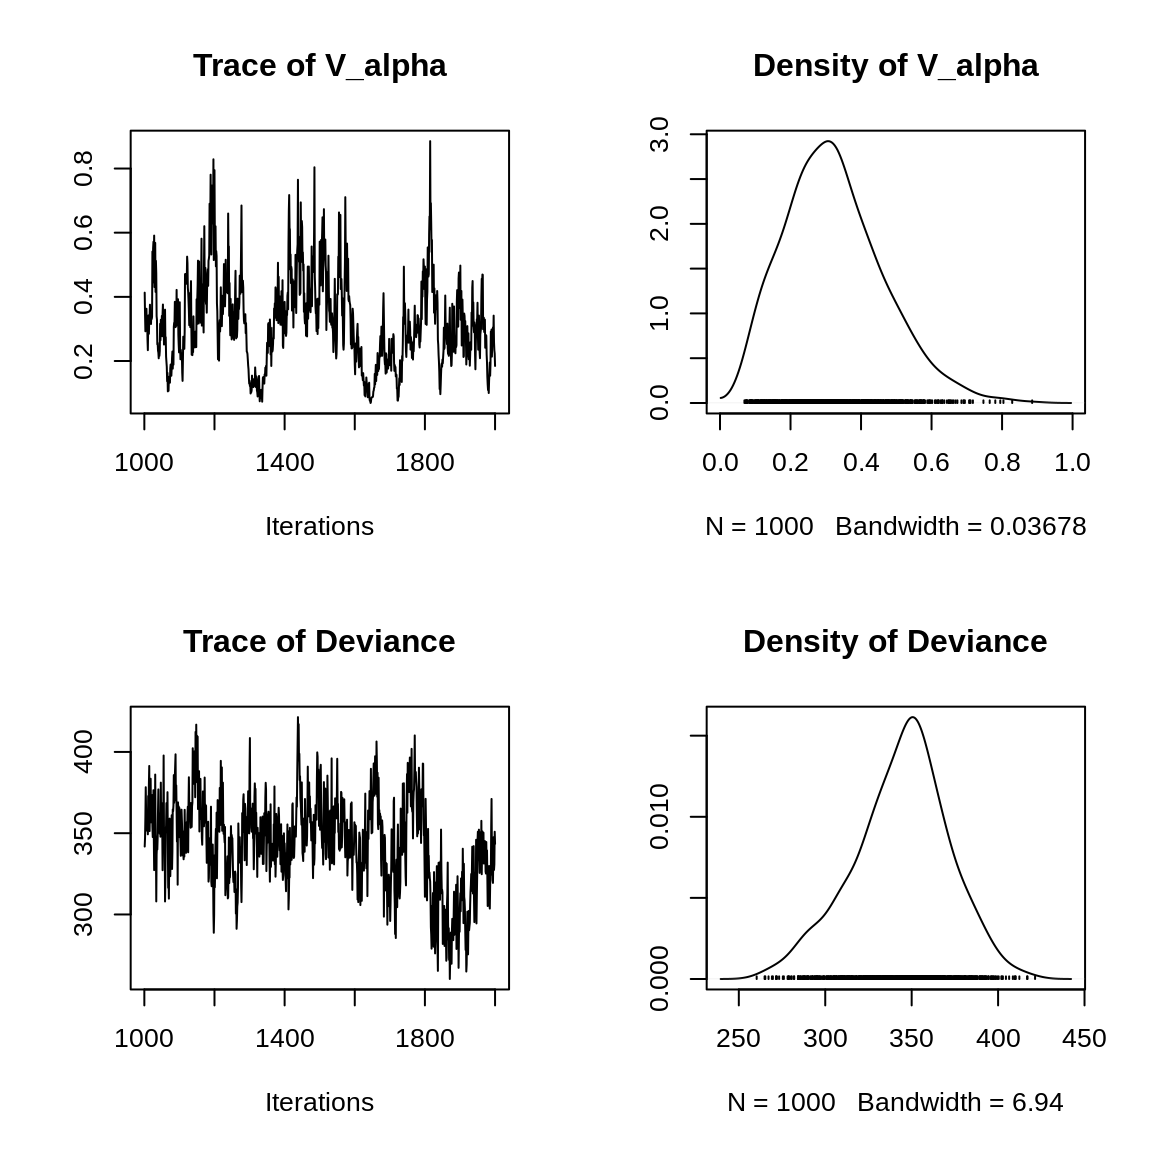 Trace of V_alpha
0.2 0.4 0.6 0.8
1000 1400 1800
Iterations
Density of V_alpha
0.0 1.0 2.0 3.0
0.0 0.2 0.4 0.6 0.8 1.0
N = 1000 Bandwidth = 0.03678
Trace of Deviance
300 350 400
1000 1400 1800
Iterations
Density of Deviance
0.000 0.010
250 300 350 400 450
N = 1000 Bandwidth = 6.94